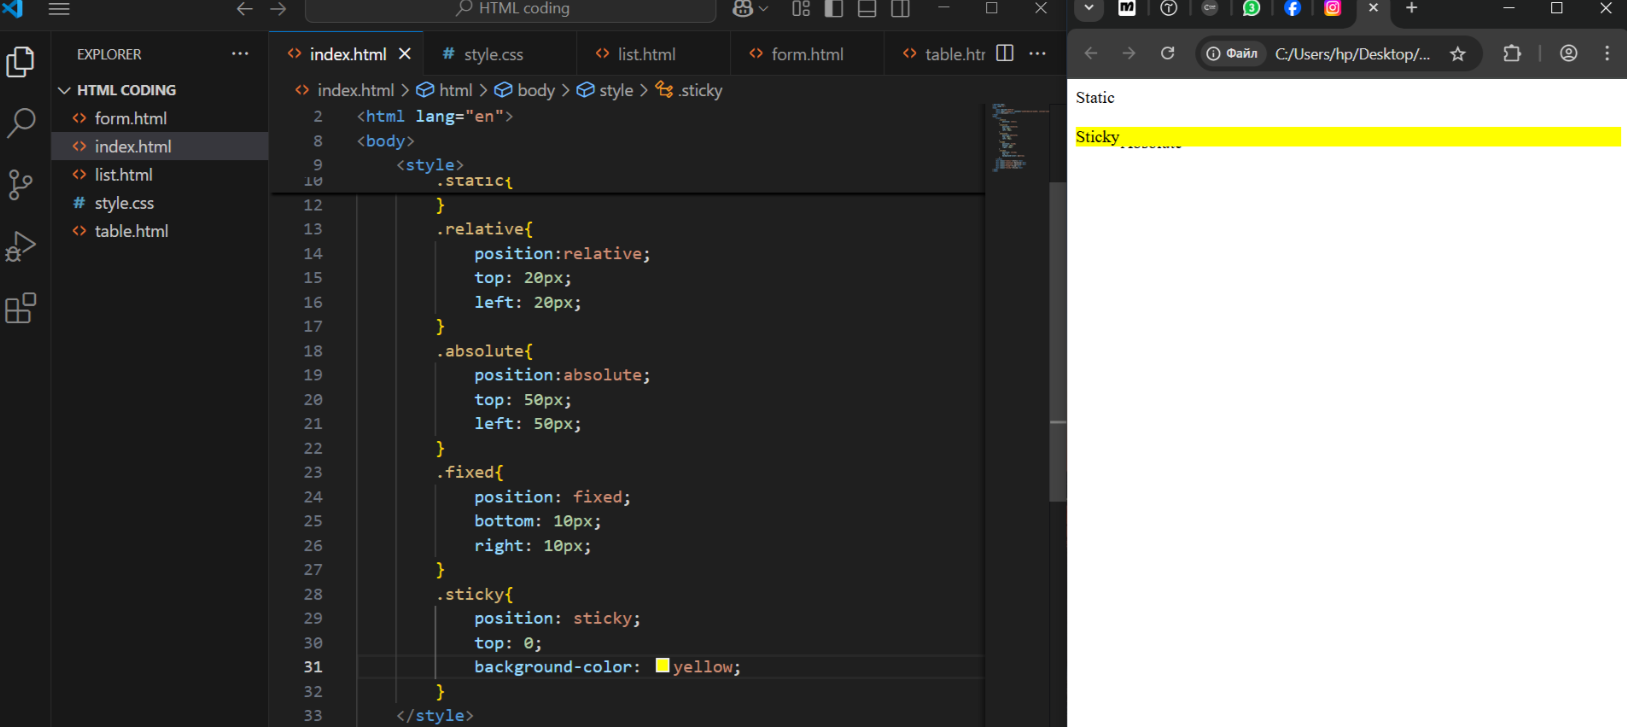 HTML coding
EXPLORER
index.html
style.css
list.html
form.html
table.htr
HTML CODING
form.html
index.html
list.html
style.css
table.html
index.html > html > body > style > .sticky
2 <html lang="en">
8 <body>
9 <style>
10 .static{
12 }
13 .relative{
14 position:relative;
15 top: 20px;
16 left: 20px;
17 }
18 .absolute{
19 position:absolute;
20 top: 50px;
21 left: 50px;
22 }
23 .fixed{
24 position: fixed;
25 bottom: 10px;
26 right: 10px;
27 }
28 .sticky{
29 position: sticky;
30 top: 0;
31 background-color: yellow;
32 }
33 </style>
3
Файл C:/Users/hp/Desktop/...
Static
Sticky